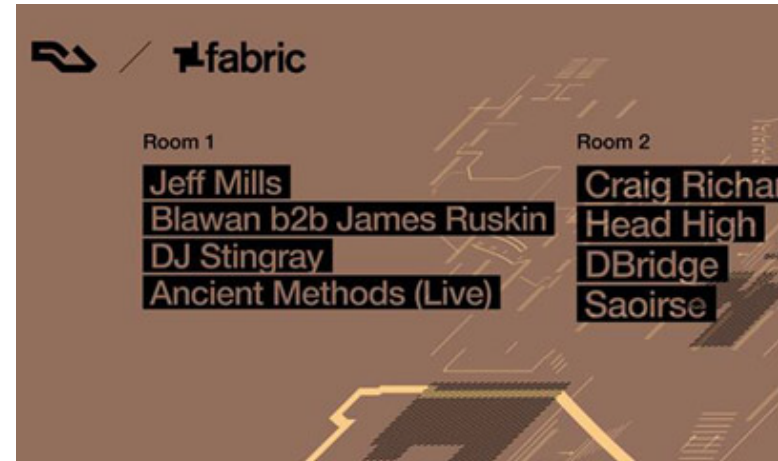 fabric
Room 1
Jeff Mills
Blawan b2b James Ruskin
DJ Stingray
Ancient Methods (Live)
Room 2
Craig Richar
Head High
DBridge
Saoirse